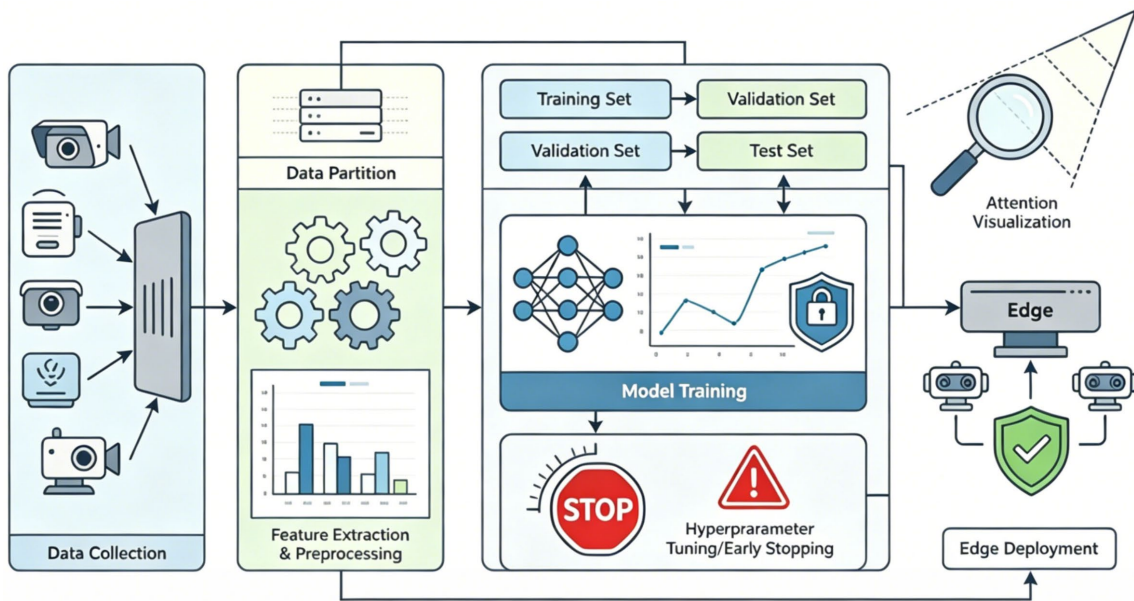 Data Collection
Data Partition
Feature Extraction
& Preprocessing
Training Set
Validation Set
Validation Set
Test Set
Model Training
STOP
Hyperprarameter
Tuning/Early Stopping
Attention
Visualization
Edge
Edge Deployment